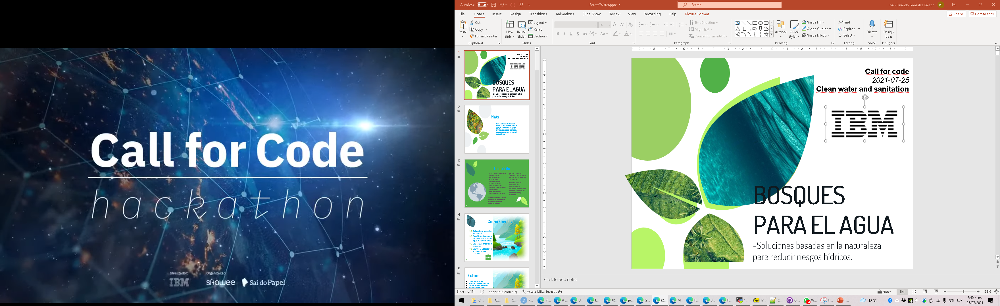 Call for Code
hackathon
Idealizador:
IBM
Organização:
SHAWEE
Sai do Papel
AutoSave Off
Forest4Water.pptx
Search
Ivan Orlando González Garzón IO
File Home Insert Design Transitions Animations Slide Show Review View Recording Help Picture Format
Share Comments
Paste
Cut
Copy
Format Painter
Clipboard
New Slide
Reuse Slides
Layout
Reset
Section
Slides
14
Font
Text Direction
Align Text
Convert to SmartArt
Paragraph
Arrange
Quick Styles
Shape Fill
Shape Outline
Shape Effects
Drawing
Find
Replace
Select
Editing
Dictate
Voice
Design Ideas
Designer
1
Call for code
2021-07-25
Clean water and sanitation
IBM
BOSQUES
PARA EL AGUA
-Soluciones basadas en la naturaleza
para reducir riesgos hídricos.
2
Meta
3
4
Como Funciona
5
Futuro
Call for code
2021-07-25
Clean water and sanitation
IBM
BOSQUES
PARA EL AGUA
-Soluciones basadas en la naturaleza
para reducir riesgos hídricos.
Click to add notes
Slide 1 of 51
Spanish (Colombia)
Accessibility: Investigate
Notes
138%
18°C
ESP
6:40 p. m.
25/07/2021